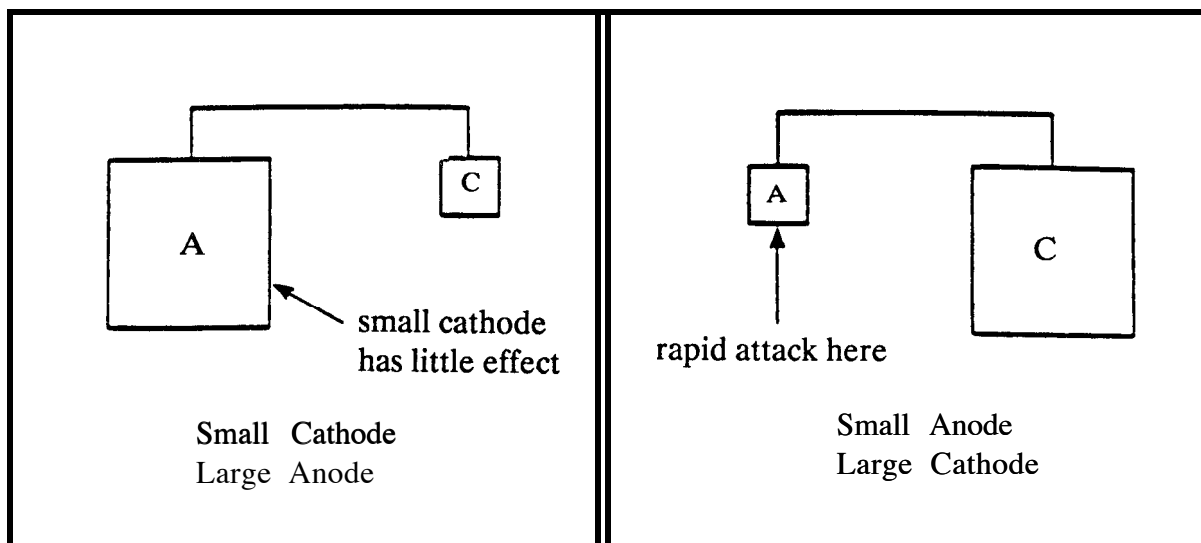 A
C
small cathode
has little effect
Small Cathode
Large Anode
A
C
rapid attack here
Small Anode
Large Cathode